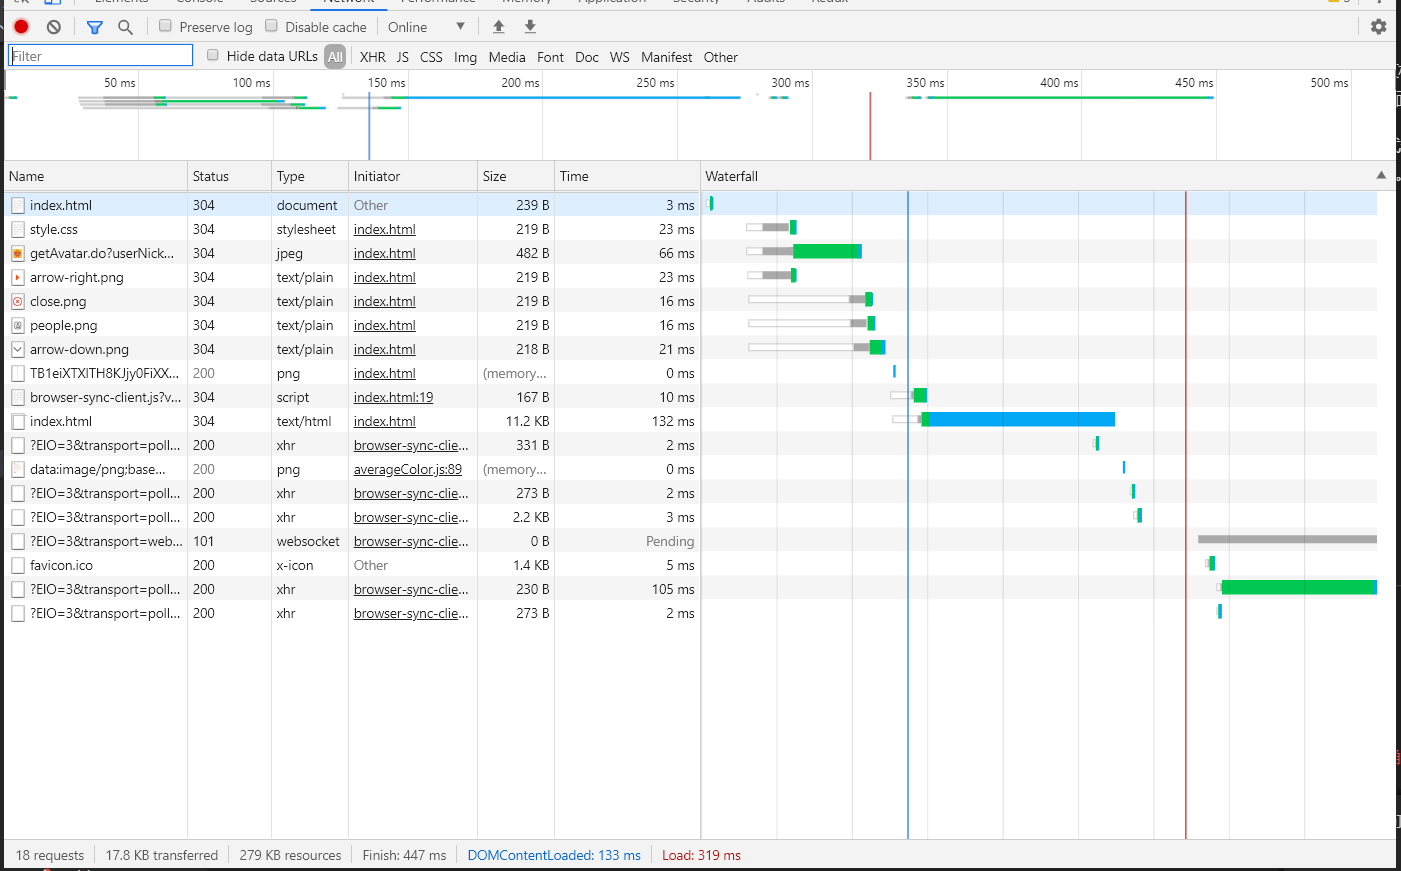 Elements Console Sources Network Performance Memory Application Security Audits Redux
Preserve log Disable cache Online
Filter Hide data URLs All XHR JS CSS Img Media Font Doc WS Manifest Other
50 ms 100 ms 150 ms 200 ms 250 ms 300 ms 350 ms 400 ms 450 ms 500 ms
Name Status Type Initiator Size Time Waterfall
index.html 304 document Other 239 B 3 ms
style.css 304 stylesheet index.html 219 B 23 ms
getAvatar.do?userNick... 304 jpeg index.html 482 B 66 ms
arrow-right.png 304 text/plain index.html 219 B 23 ms
close.png 304 text/plain index.html 219 B 16 ms
people.png 304 text/plain index.html 219 B 16 ms
arrow-down.png 304 text/plain index.html 218 B 21 ms
TB1eiXTXlTH8KJjy0FiXX... 200 png index.html (memory... 0 ms
browser-sync-client.js?v... 304 script index.html:19 167 B 10 ms
index.html 304 text/html index.html 11.2 KB 132 ms
?EIO=3&transport=poll... 200 xhr browser-sync-clie... 331 B 2 ms
data:image/png;base... 200 png averageColor.js:89 (memory... 0 ms
?EIO=3&transport=poll... 200 xhr browser-sync-clie... 273 B 2 ms
?EIO=3&transport=poll... 200 xhr browser-sync-clie... 2.2 KB 3 ms
?EIO=3&transport=web... 101 websocket browser-sync-clie... 0 B Pending
favicon.ico 200 x-icon Other 1.4 KB 5 ms
?EIO=3&transport=poll... 200 xhr browser-sync-clie... 230 B 105 ms
?EIO=3&transport=poll... 200 xhr browser-sync-clie... 273 B 2 ms
18 requests 17.8 KB transferred 279 KB resources Finish: 447 ms DOMContentLoaded: 133 ms Load: 319 ms